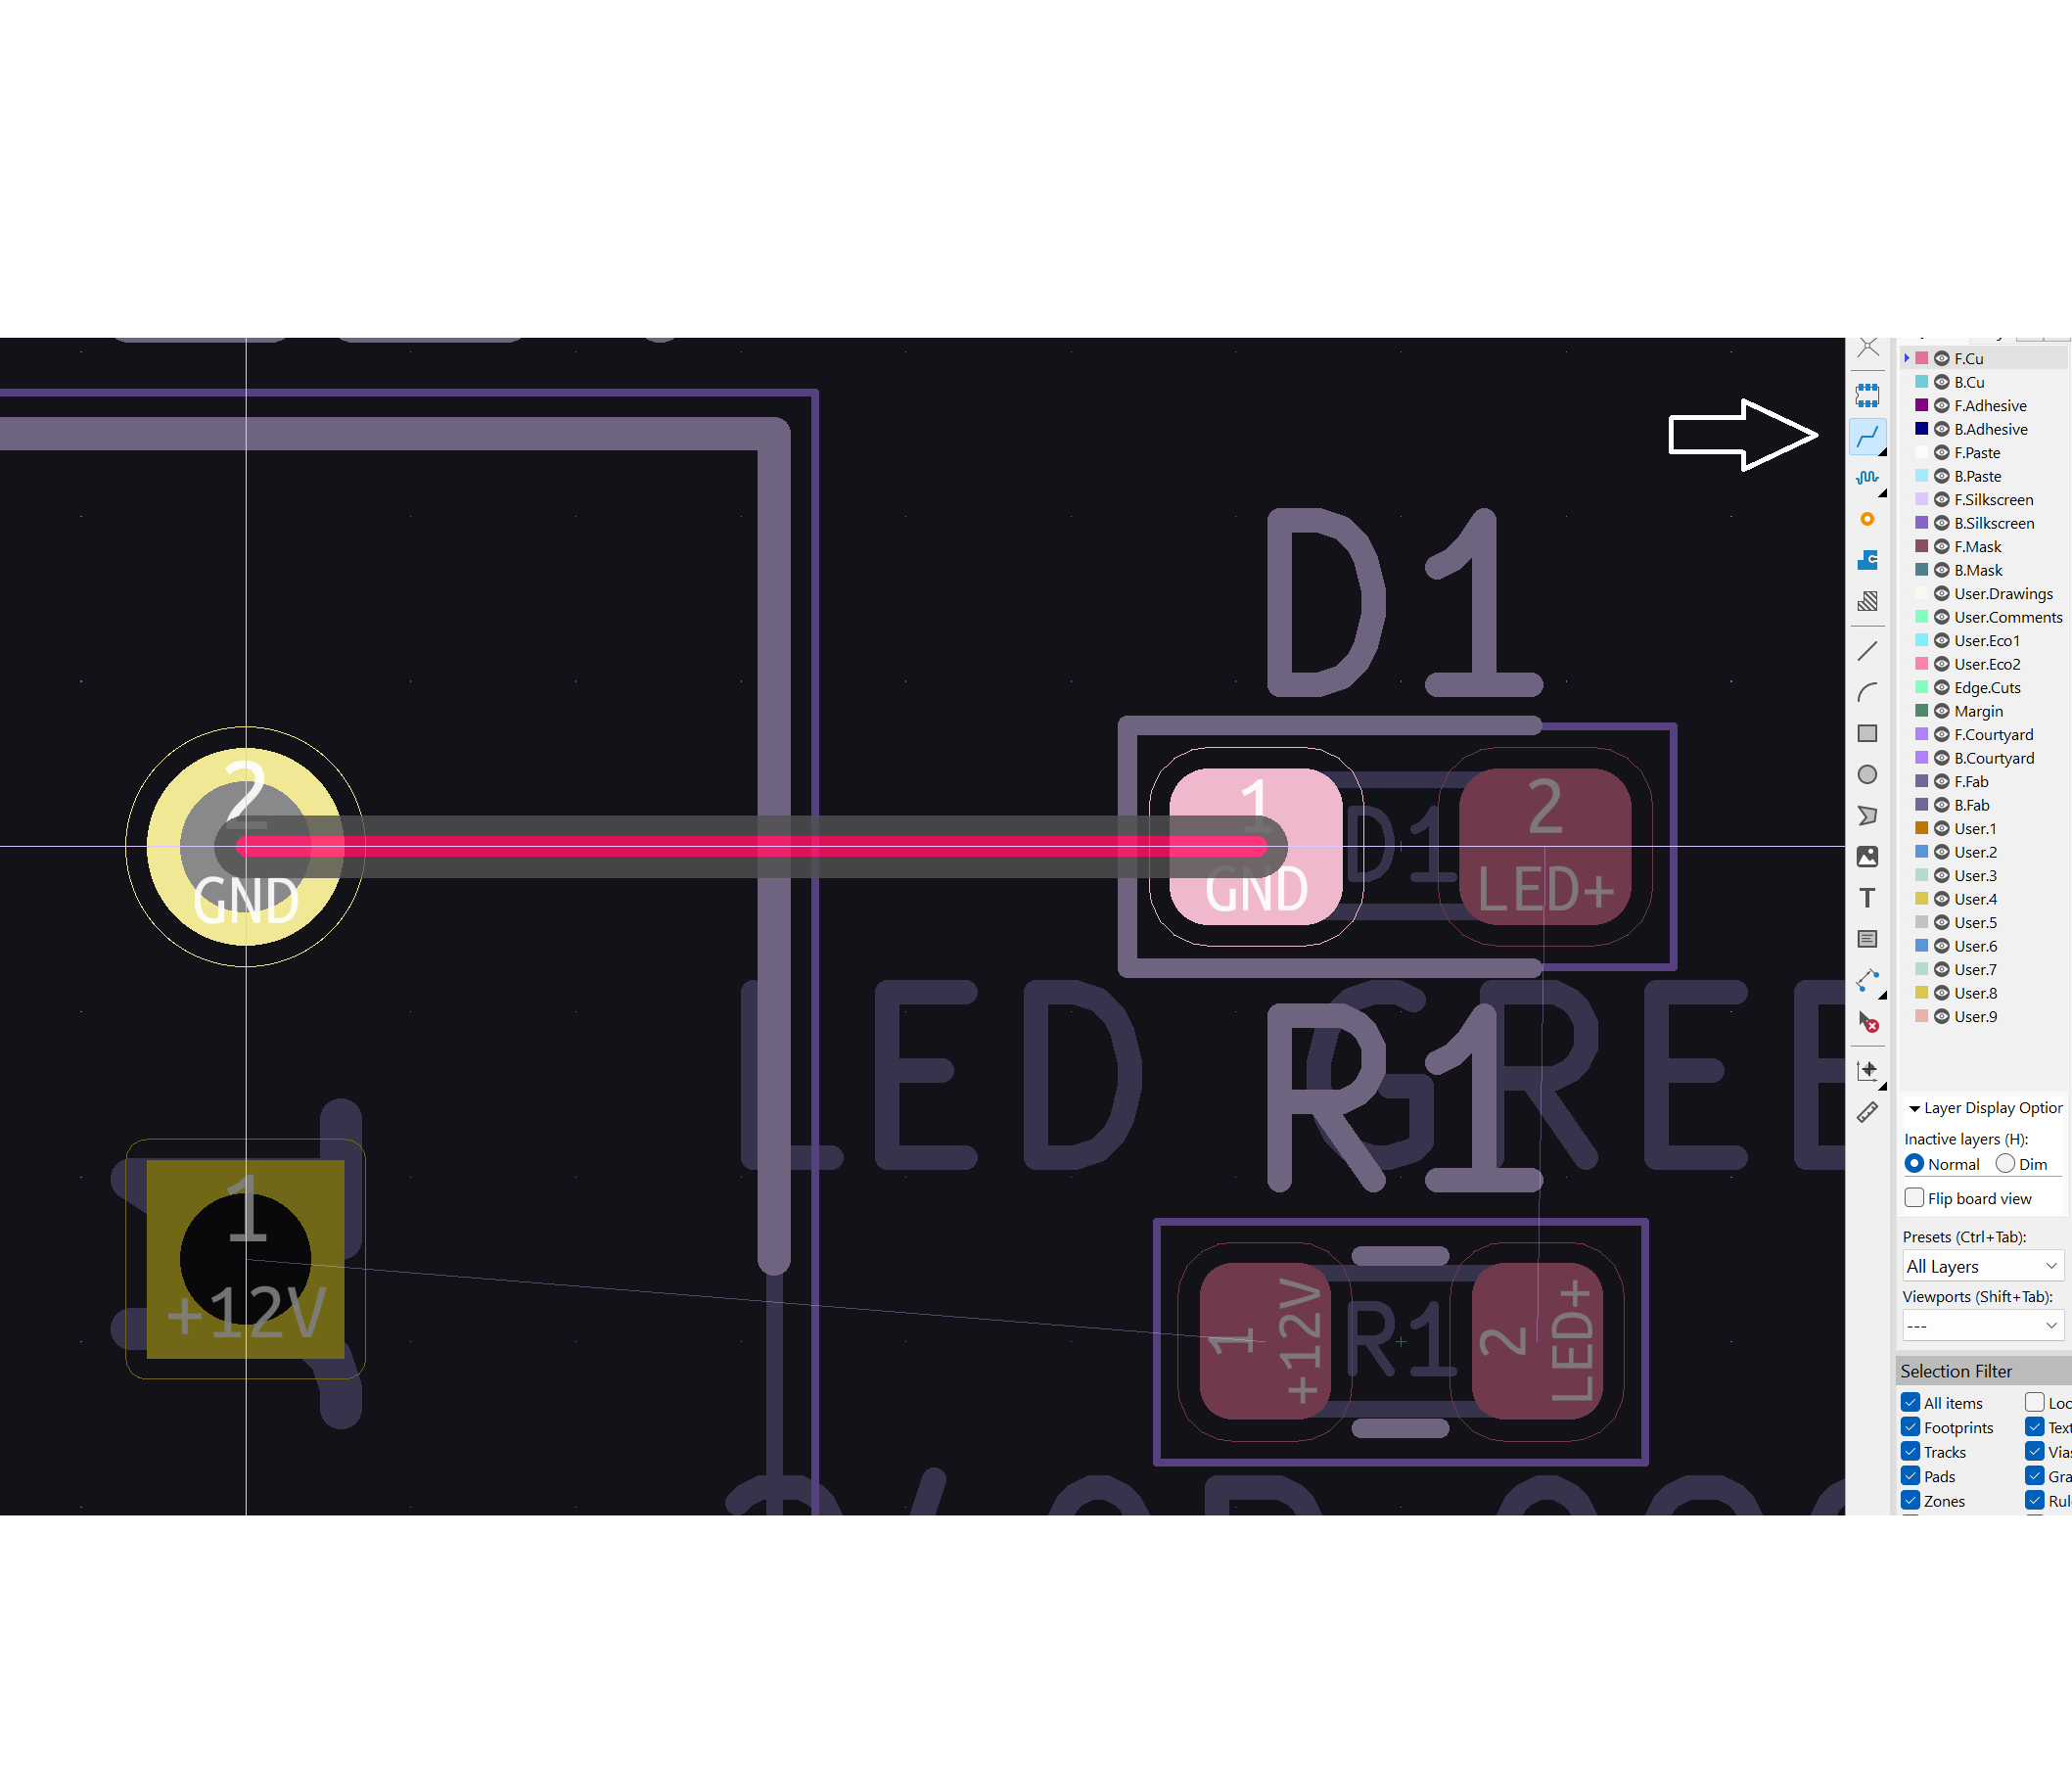 F.Cu
B.Cu
F.Adhesive
B.Adhesive
F.Paste
B.Paste
F.Silkscreen
B.Silkscreen
F.Mask
B.Mask
User.Drawings
User.Comments
User.Eco1
User.Eco2
Edge.Cuts
Margin
F.Courtyard
B.Courtyard
F.Fab
B.Fab
User.1
User.2
User.3
User.4
User.5
User.6
User.7
User.8
User.9
Layer Display Option
Inactive layers (H):
Normal Dim
Flip board view
Presets (Ctrl+Tab):
All Layers
Viewports (Shift+Tab):
---
Selection Filter
All items Loc
Footprints Text
Tracks Vias
Pads Gra
Zones Rul
D1
2
GND
1
GND
D1
2
LED+
LED GREE
R1
1
+12V
1
+12V
R1
2
LED+
T